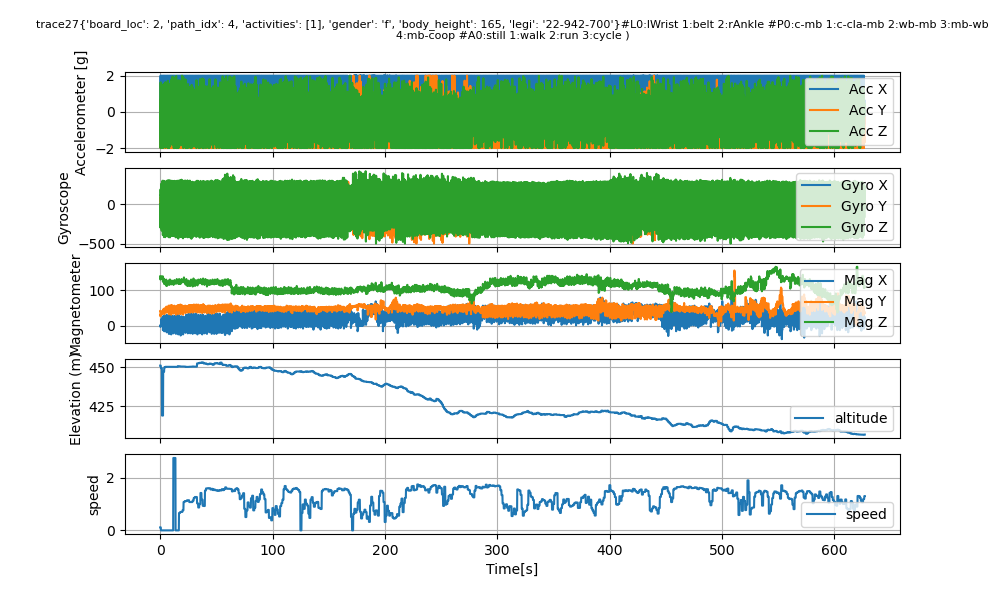 trace27{'board_loc': 2, 'path_idx': 4, 'activities': [1], 'gender': 'f', 'body_height': 165, 'legi': '22-942-700'}#L0:lWrist 1:belt 2:rAnkle #P0:c-mb 1:c-cla-mb 2:wb-mb 3:mb-wb
4:mb-coop #A0:still 1:walk 2:run 3:cycle )
Accelerometer [g]
2
0
−2
Acc X
Acc Y
Acc Z
Gyroscope
0
−500
Gyro X
Gyro Y
Gyro Z
Magnetometer
100
0
Mag X
Mag Y
Mag Z
Elevation (m)
450
425
altitude
speed
2
0
speed
0
100
200
300
400
500
600
Time[s]